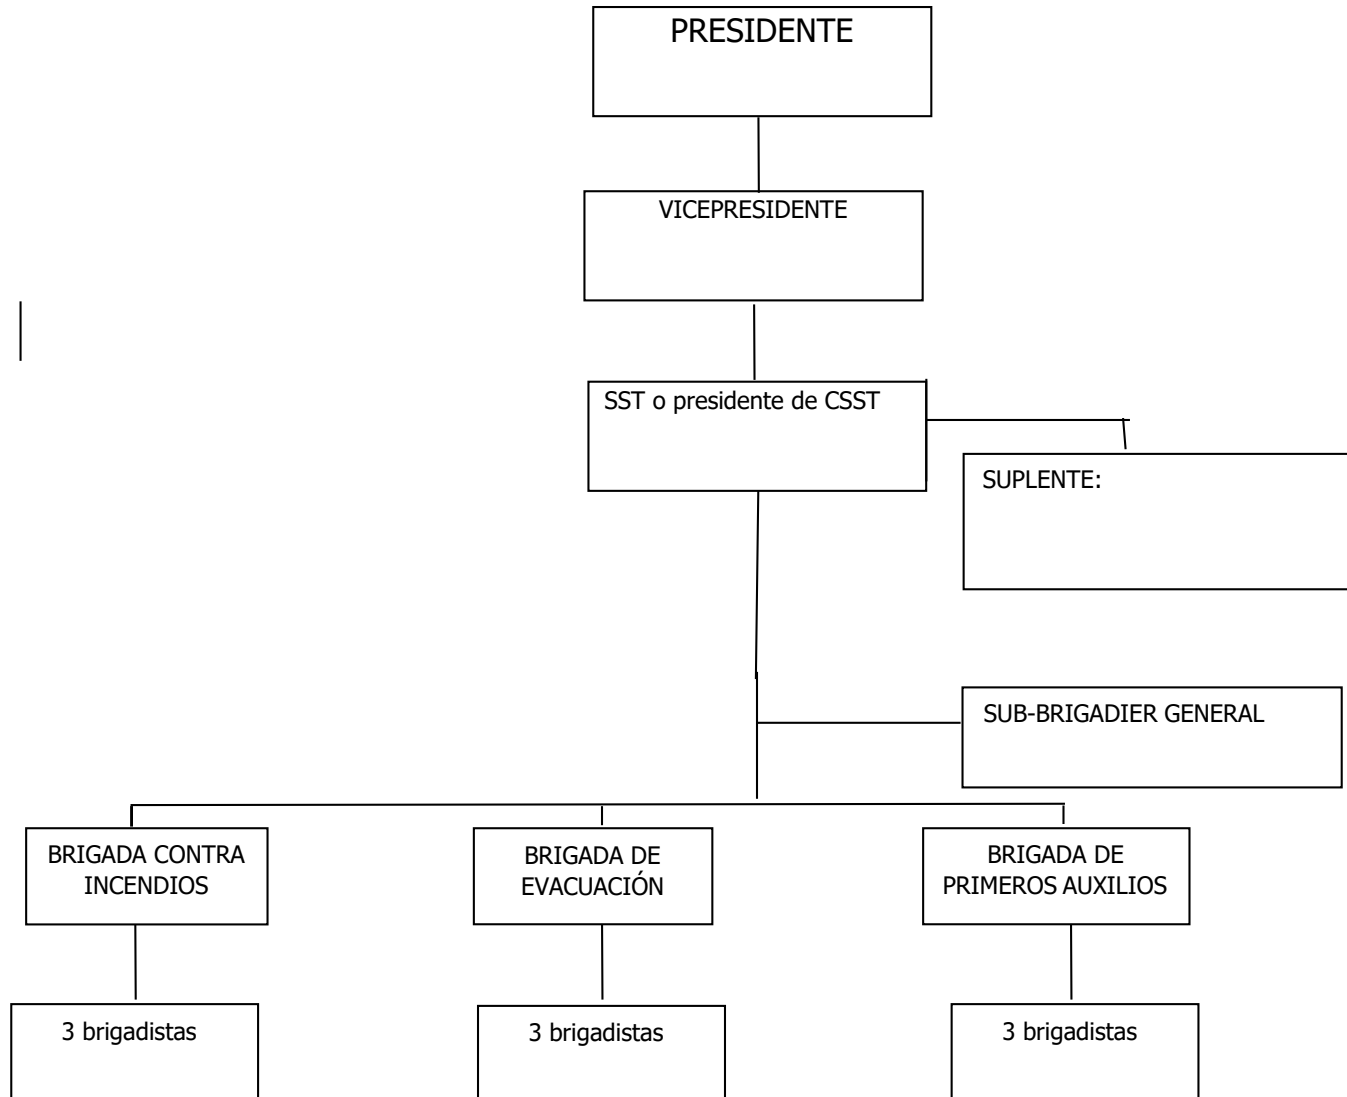 PRESIDENTE
VICEPRESIDENTE
SST o presidente de CSST
SUPLENTE:
SUB-BRIGADIER GENERAL
BRIGADA CONTRA
INCENDIOS
BRIGADA DE
EVACUACIÓN
BRIGADA DE
PRIMEROS AUXILIOS
3 brigadistas
3 brigadistas
3 brigadistas